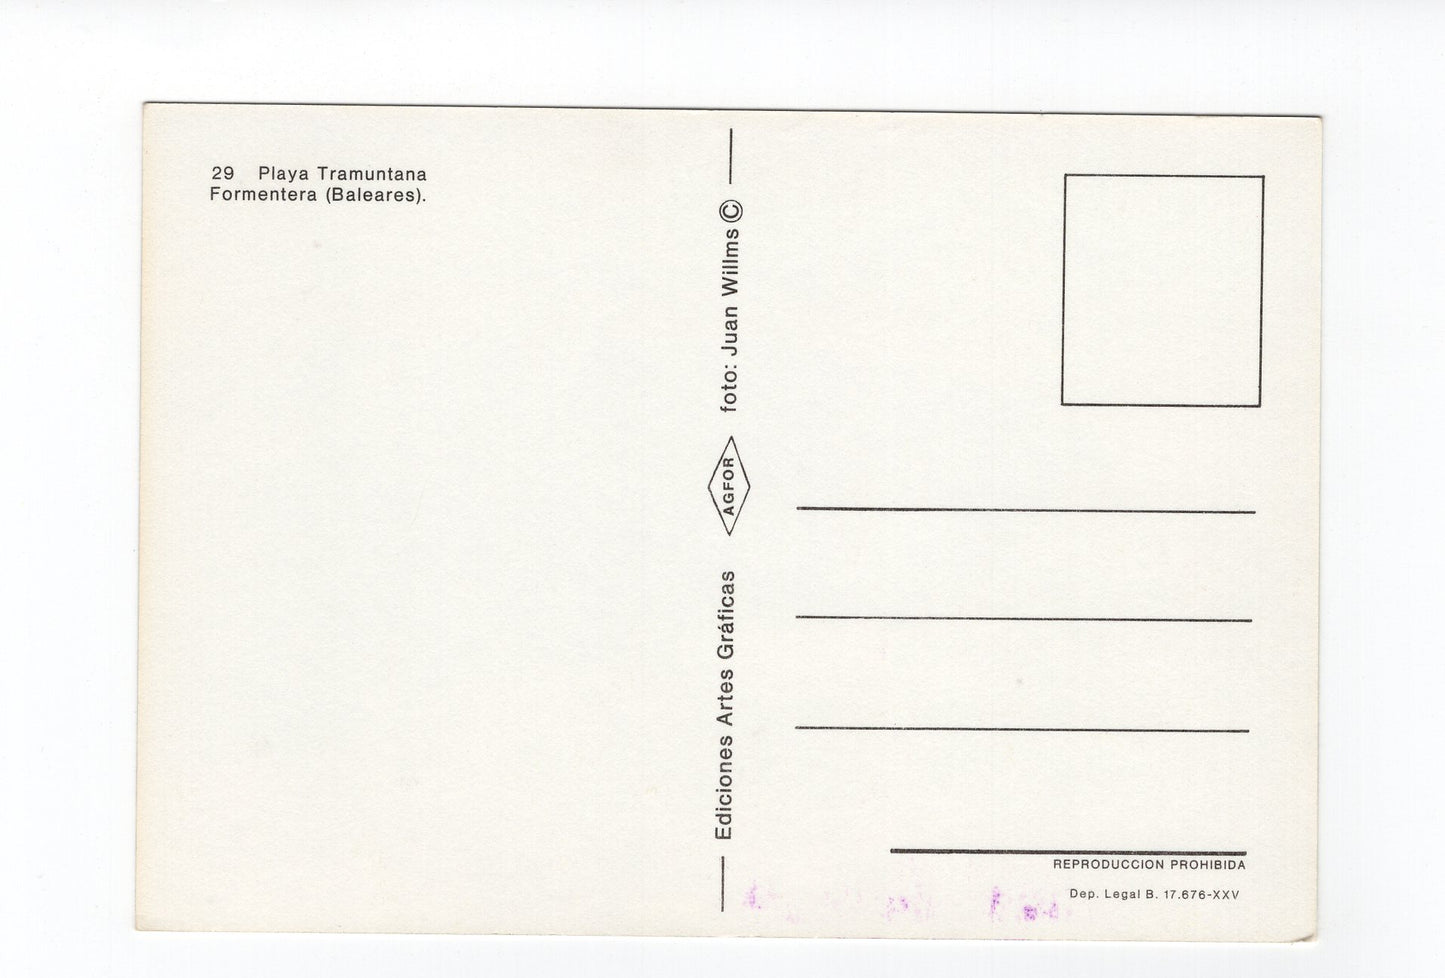 29 Playa Tramuntana
Formentera (Baleares).
Ediciones Artes Gráficas AGFOR foto: Juan Willms ©
REPRODUCCION PROHIBIDA
Dep. Legal B. 17.676-XXV